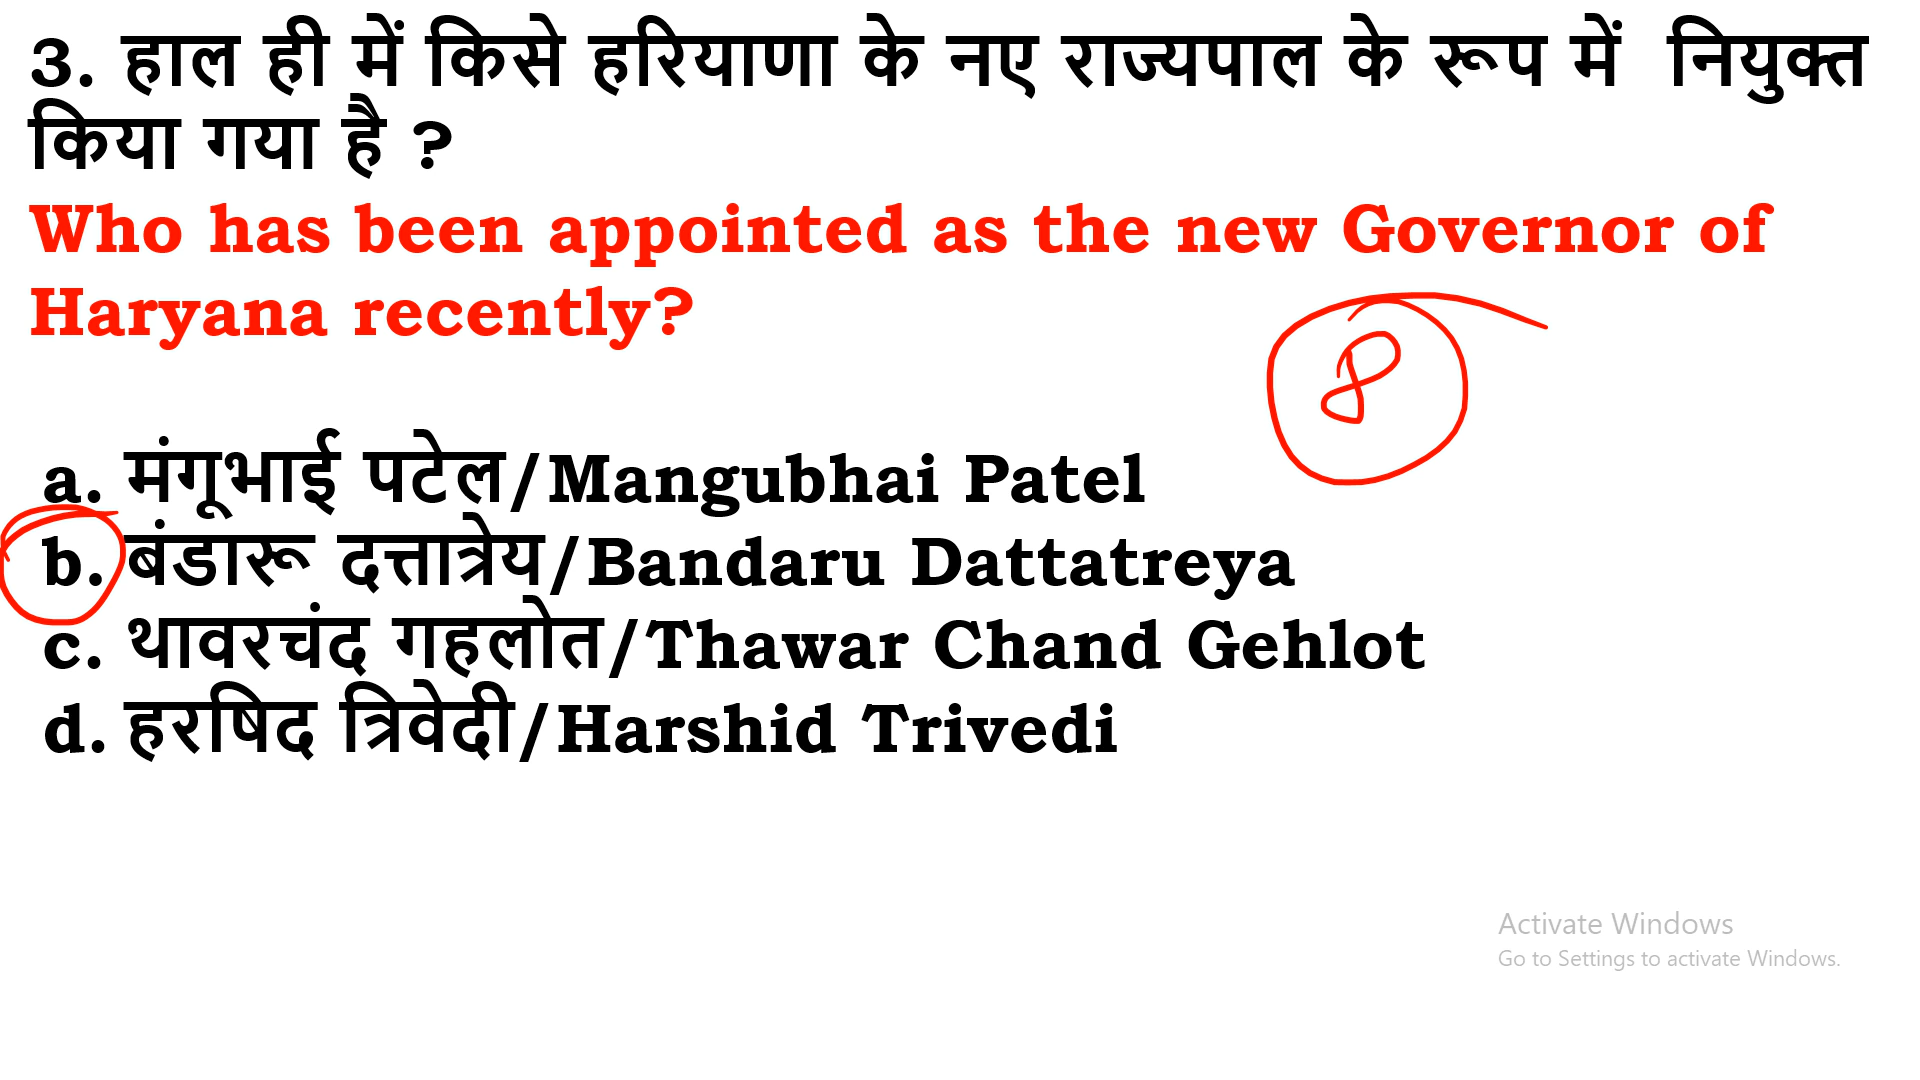 3. हाल ही में किसे हरियाणा के नए राज्यपाल के रूप में नियुक्त
किया गया है ?
Who has been appointed as the new Governor of
Haryana recently?
8
a. मंगूभाई पटेल/Mangubhai Patel
b. बंडारू दत्तात्रेय/Bandaru Dattatreya
c. थावरचंद गहलोत/Thawar Chand Gehlot
d. हरषिद त्रिवेदी/Harshid Trivedi
Activate Windows
Go to Settings to activate Windows.